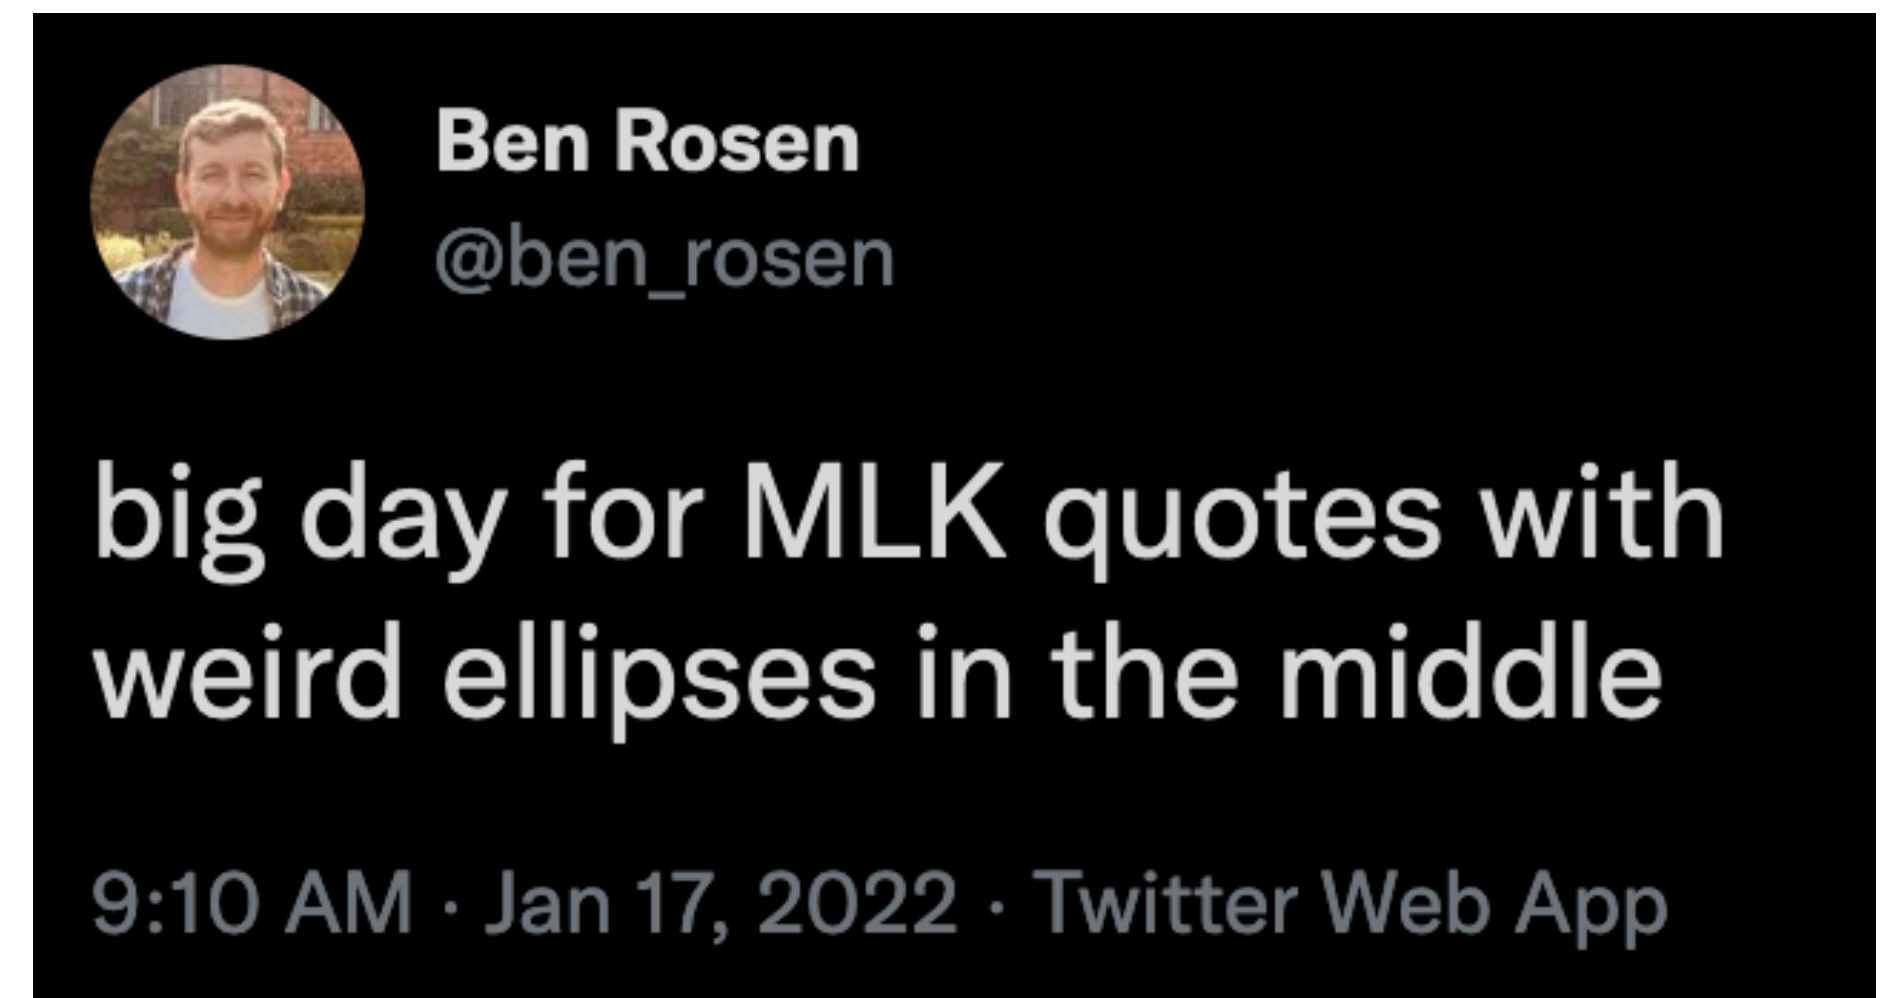 Ben Rosen
@ben_rosen
big day for MLK quotes with
weird ellipses in the middle
9:10 AM · Jan 17, 2022 · Twitter Web App